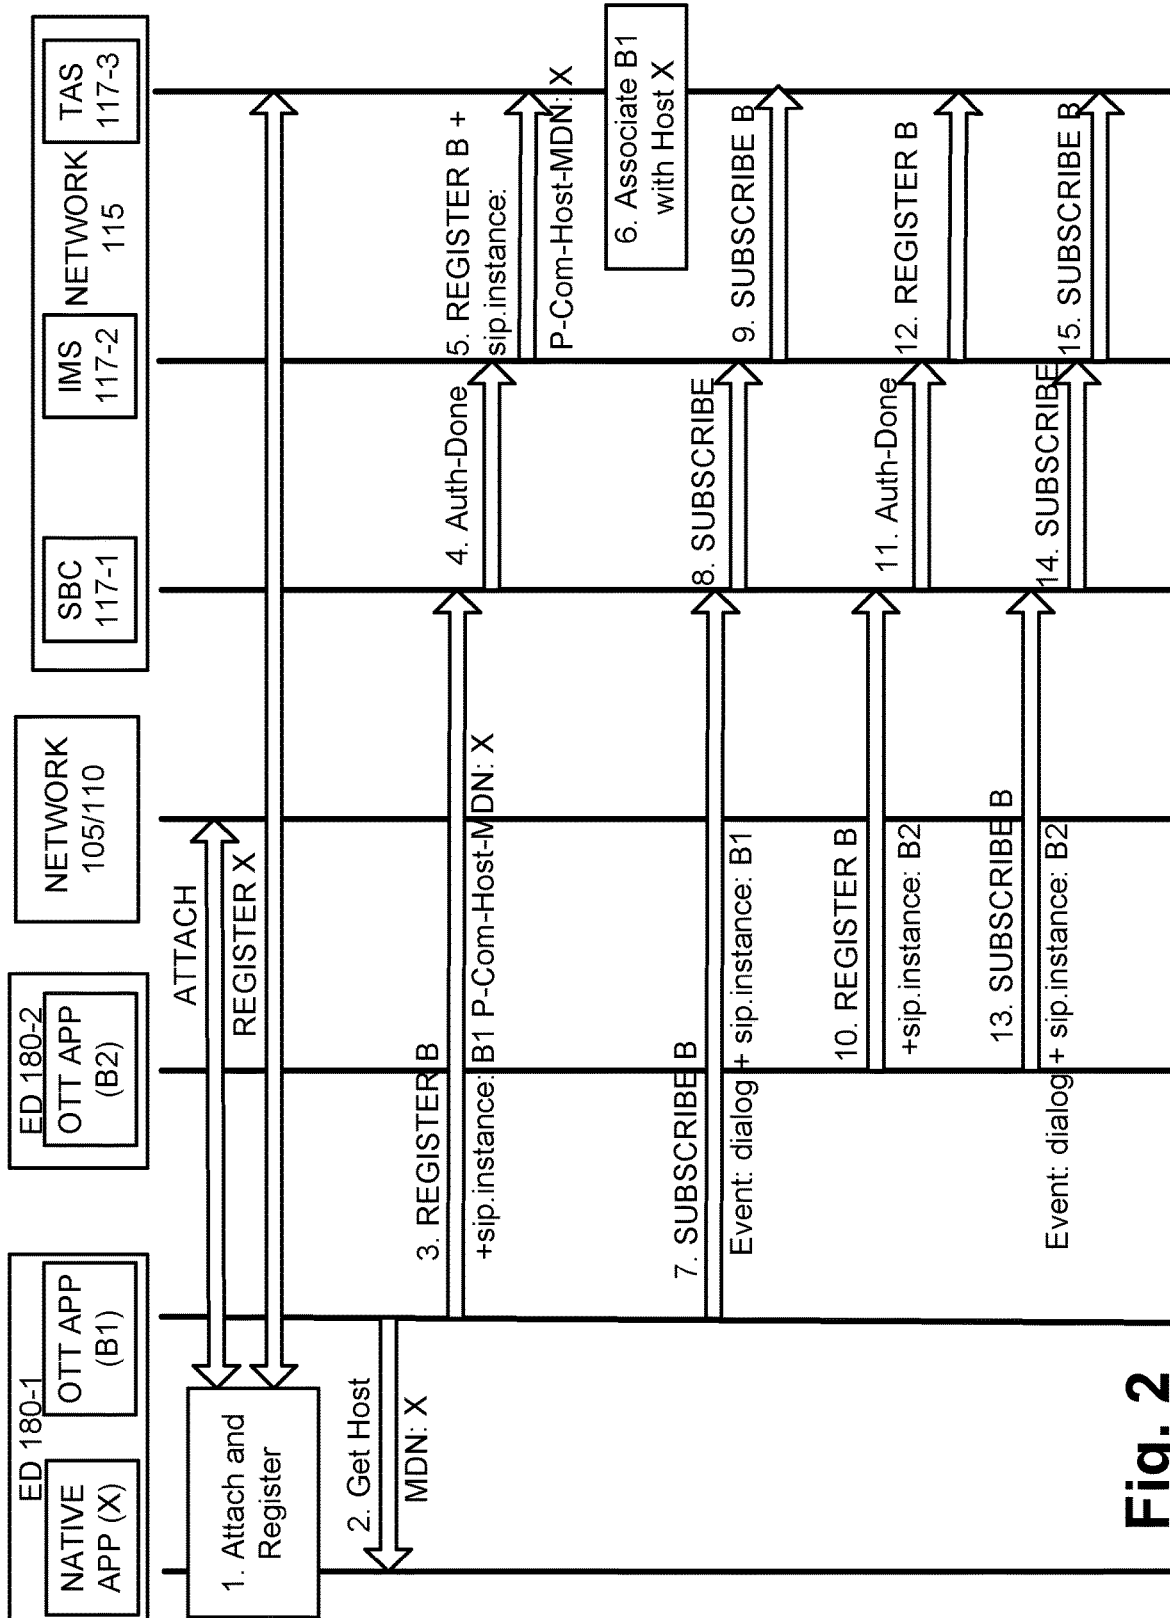 ED 180-1
NATIVE
APP (X)
OTT APP
(B1)
ED 180-2
OTT APP
(B2)
NETWORK
105/110
SBC
117-1
IMS
117-2
NETWORK
115
TAS
117-3
1. Attach and
Register
ATTACH
REGISTER X
2. Get Host
MDN: X
3. REGISTER B
+sip.instance: B1 P-Com-Host-MDN: X
4. Auth-Done
5. REGISTER B +
sip.instance:
P-Com-Host-MDN: X
6. Associate B1
with Host X
7. SUBSCRIBE B
Event: dialog + sip.instance: B1
8. SUBSCRIBE
9. SUBSCRIBE B
10. REGISTER B
+sip.instance: B2
11. Auth-Done
12. REGISTER B
13. SUBSCRIBE B
Event: dialog + sip.instance: B2
14. SUBSCRIBE
15. SUBSCRIBE B
Fig. 2